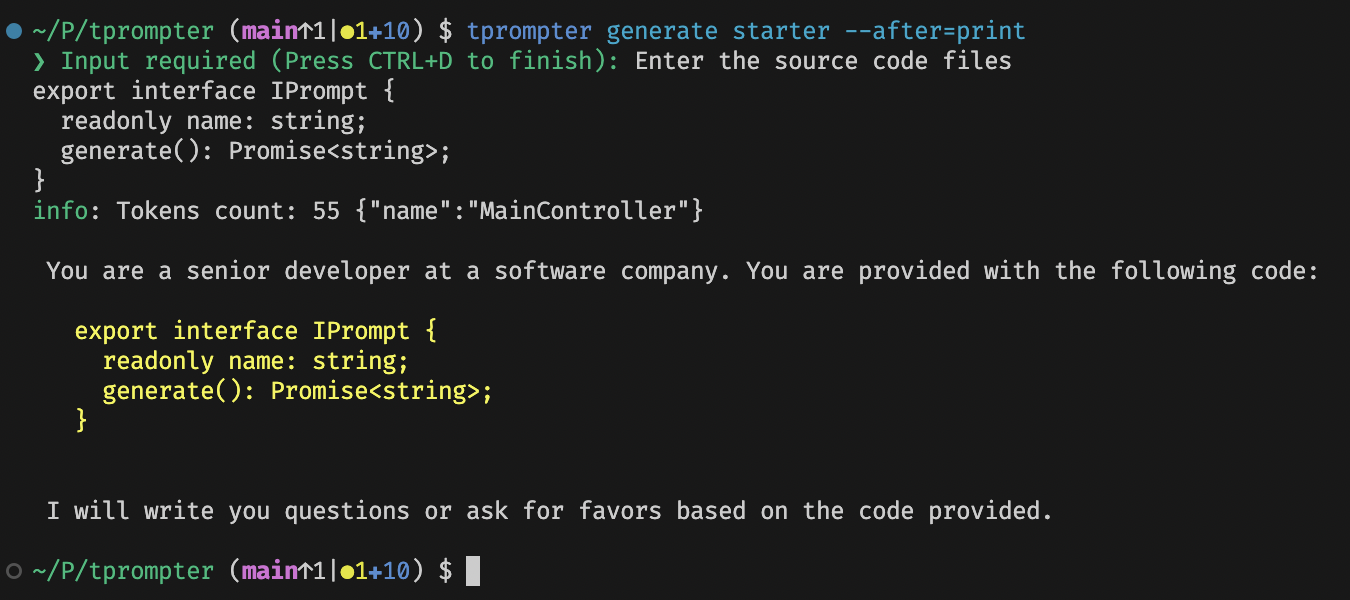 ~/P/tprompter (main↑1|●1+10) $ tprompter generate starter --after=print
❯ Input required (Press CTRL+D to finish): Enter the source code files
export interface IPrompt {
  readonly name: string;
  generate(): Promise<string>;
}
info: Tokens count: 55 {"name":"MainController"}
You are a senior developer at a software company. You are provided with the following code:
export interface IPrompt {
  readonly name: string;
  generate(): Promise<string>;
}
I will write you questions or ask for favors based on the code provided.
~/P/tprompter (main↑1|●1+10) $